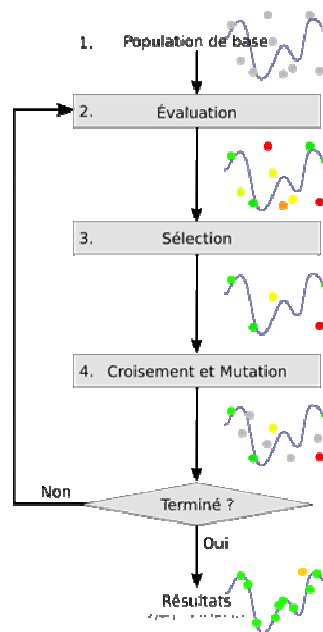 1. Population de base
2. Évaluation
3. Sélection
4. Croisement et Mutation
Non
Terminé ?
Oui
Résultats